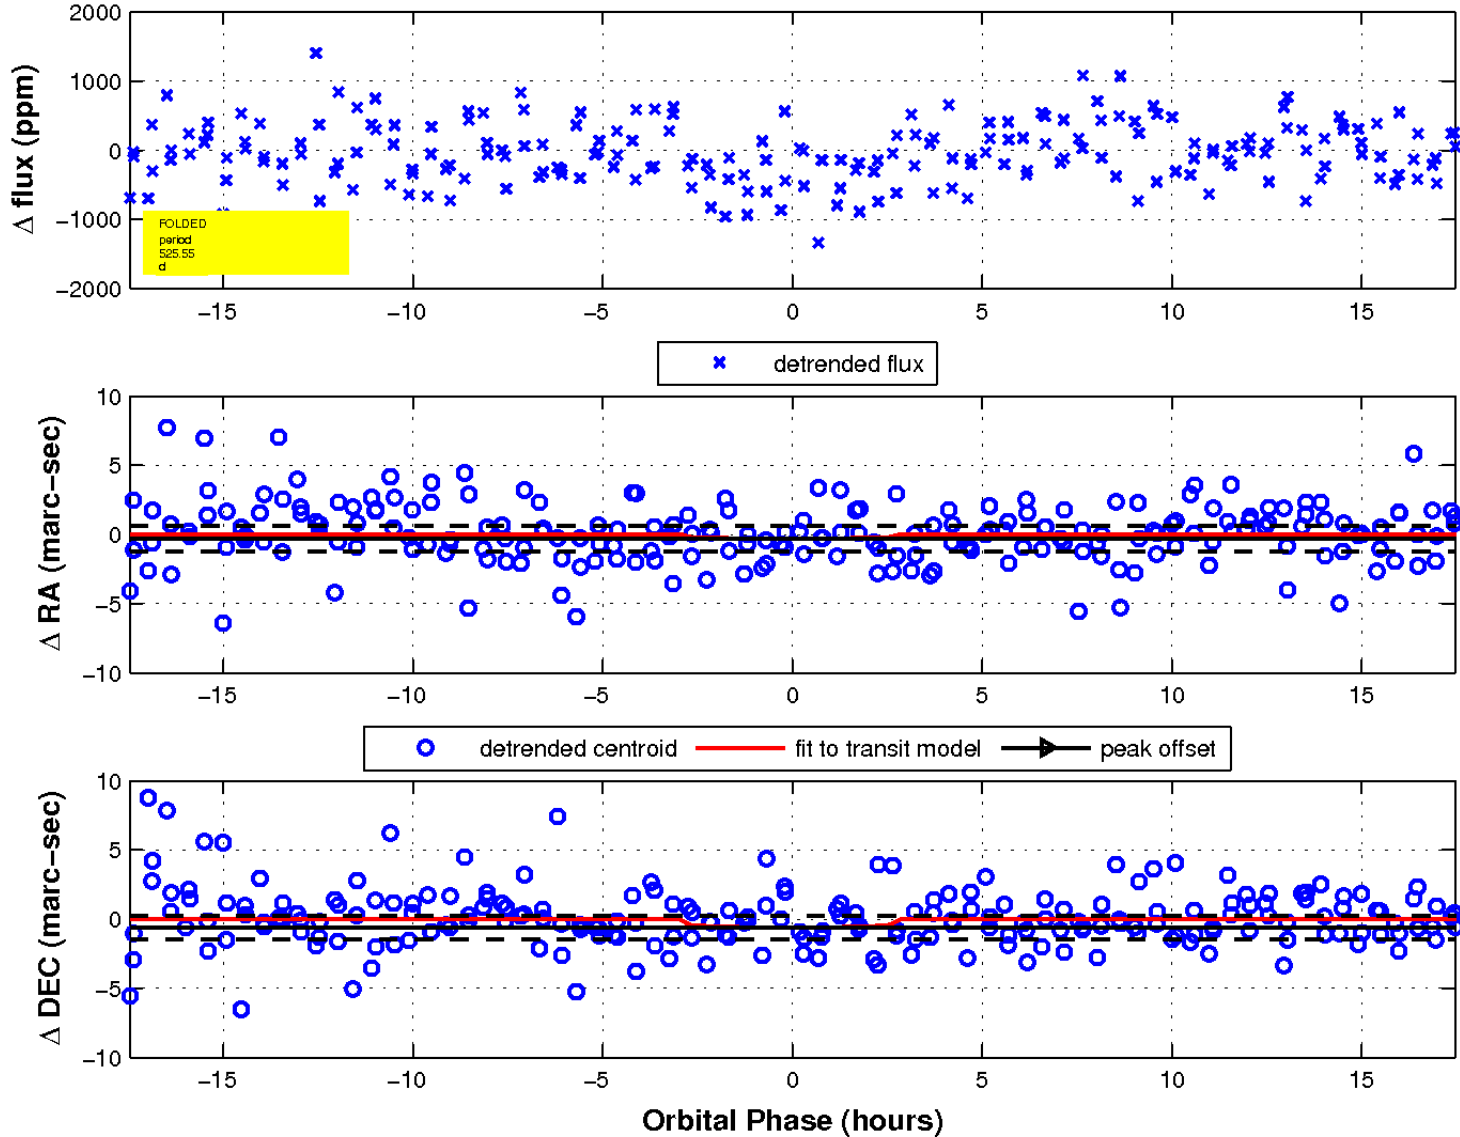 2000
1000
0
−1000
−2000
Δ flux (ppm)
FOLDED
period
525.55
d
−15 −10 −5 0 5 10 15
detrended flux
10
5
0
−5
−10
Δ RA (marc−sec)
−15 −10 −5 0 5 10 15
detrended centroid fit to transit model peak offset
10
5
0
−5
−10
Δ DEC (marc−sec)
−15 −10 −5 0 5 10 15
Orbital Phase (hours)